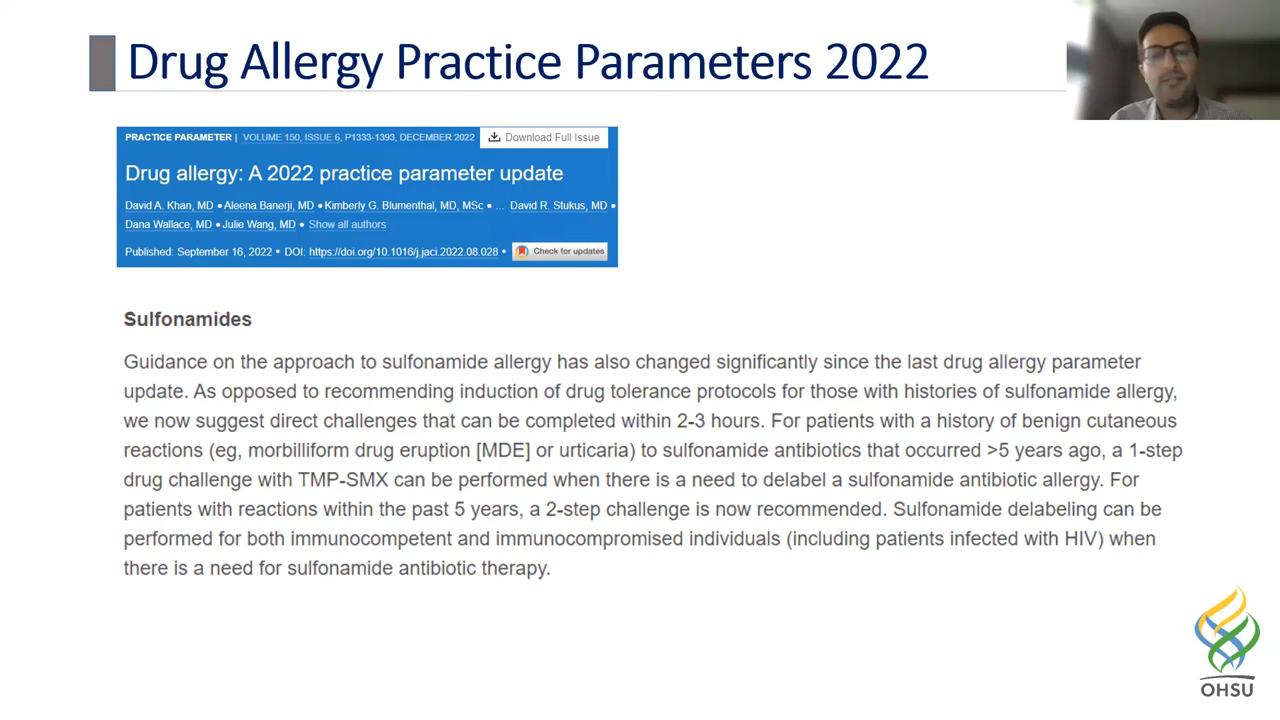 Drug Allergy Practice Parameters 2022
PRACTICE PARAMETER | VOLUME 150, ISSUE 6, P1333-1393, DECEMBER 2022
Download Full Issue
Drug allergy: A 2022 practice parameter update
David A. Khan, MD • Aleena Banerji, MD • Kimberly G. Blumenthal, MD, MSc • ... David R. Stukus, MD •
Dana Wallace, MD • Julie Wang, MD • Show all authors
Published: September 16, 2022 • DOI: https://doi.org/10.1016/j.jaci.2022.08.028 •
Check for updates
Sulfonamides
Guidance on the approach to sulfonamide allergy has also changed significantly since the last drug allergy parameter
update. As opposed to recommending induction of drug tolerance protocols for those with histories of sulfonamide allergy,
we now suggest direct challenges that can be completed within 2-3 hours. For patients with a history of benign cutaneous
reactions (eg, morbilliform drug eruption [MDE] or urticaria) to sulfonamide antibiotics that occurred >5 years ago, a 1-step
drug challenge with TMP-SMX can be performed when there is a need to delabel a sulfonamide antibiotic allergy. For
patients with reactions within the past 5 years, a 2-step challenge is now recommended. Sulfonamide delabeling can be
performed for both immunocompetent and immunocompromised individuals (including patients infected with HIV) when
there is a need for sulfonamide antibiotic therapy.
OHSU